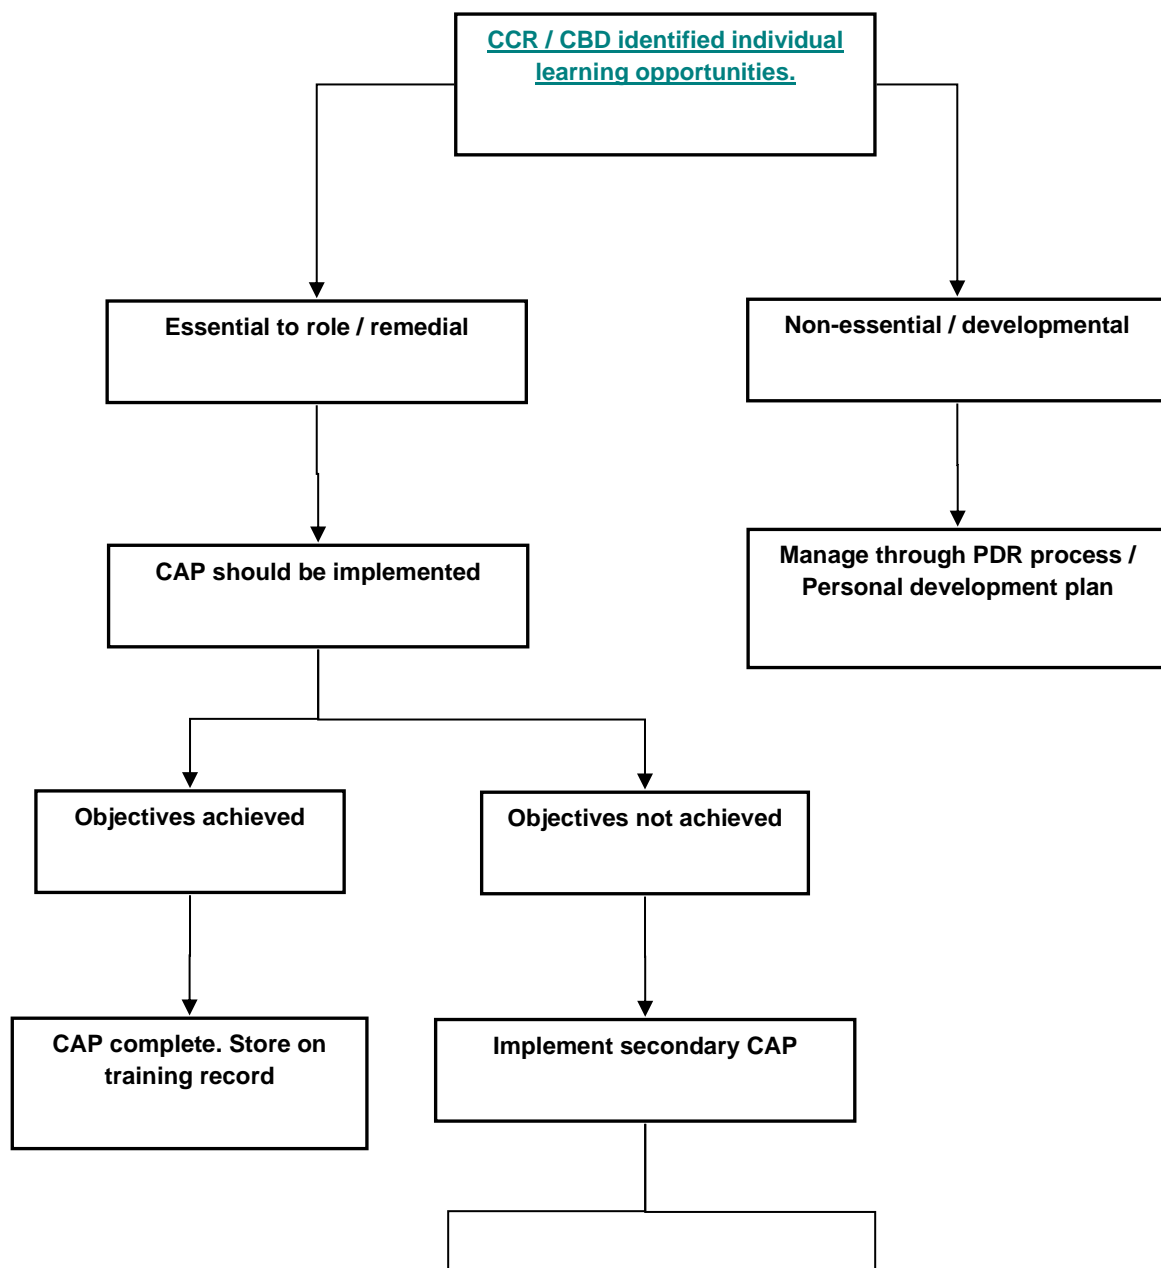 CCR / CBD identified individual
learning opportunities.
Essential to role / remedial
Non-essential / developmental
CAP should be implemented
Manage through PDR process /
Personal development plan
Objectives achieved
Objectives not achieved
CAP complete. Store on
training record
Implement secondary CAP